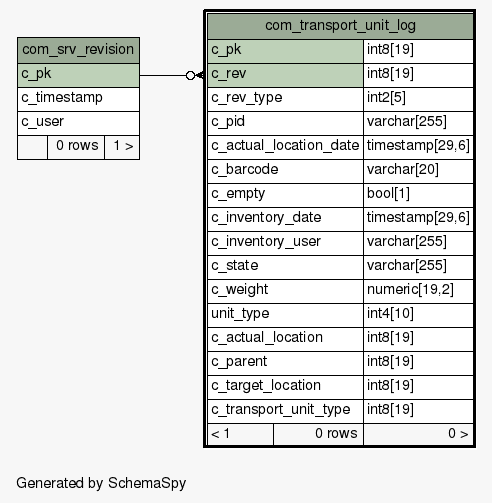 com_srv_revision
c_pk
c_timestamp
c_user
0 rows 1 >
com_transport_unit_log
c_pk int8[19]
c_rev int8[19]
c_rev_type int2[5]
c_pid varchar[255]
c_actual_location_date timestamp[29,6]
c_barcode varchar[20]
c_empty bool[1]
c_inventory_date timestamp[29,6]
c_inventory_user varchar[255]
c_state varchar[255]
c_weight numeric[19,2]
unit_type int4[10]
c_actual_location int8[19]
c_parent int8[19]
c_target_location int8[19]
c_transport_unit_type int8[19]
< 1 0 rows 0 >
Generated by SchemaSpy